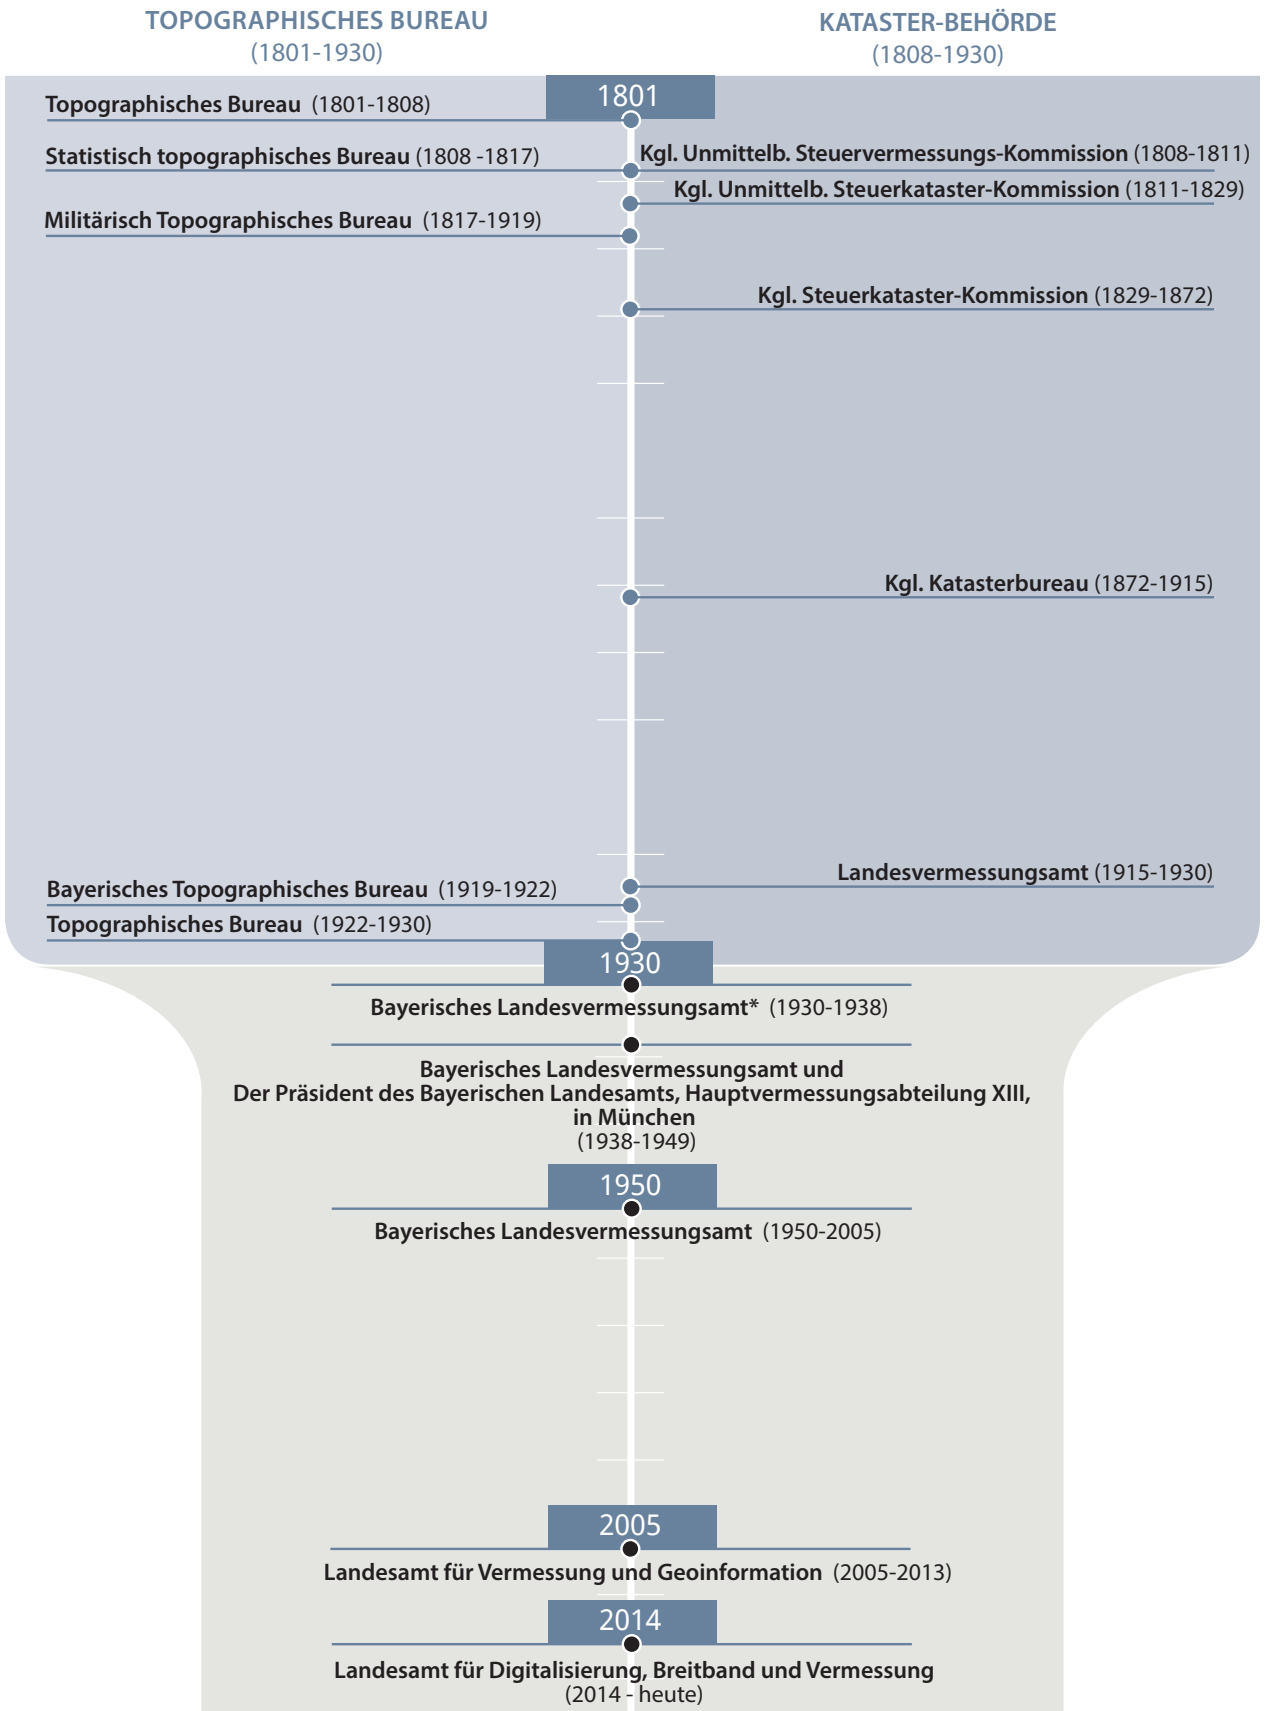 TOPOGRAPHISCHES BUREAU
(1801-1930)
KATASTER-BEHÖRDE
(1808-1930)
1801
Topographisches Bureau (1801-1808)
Statistisch topographisches Bureau (1808 -1817)
Kgl. Unmittelb. Steuervermessungs-Kommission (1808-1811)
Kgl. Unmittelb. Steuerkataster-Kommission (1811-1829)
Militärisch Topographisches Bureau (1817-1919)
Kgl. Steuerkataster-Kommission (1829-1872)
Kgl. Katasterbureau (1872-1915)
Landesvermessungsamt (1915-1930)
Bayerisches Topographisches Bureau (1919-1922)
Topographisches Bureau (1922-1930)
1930
Bayerisches Landesvermessungsamt* (1930-1938)
Bayerisches Landesvermessungsamt und
Der Präsident des Bayerischen Landesamts, Hauptvermessungsabteilung XIII,
in München
(1938-1949)
1950
Bayerisches Landesvermessungsamt (1950-2005)
2005
Landesamt für Vermessung und Geoinformation (2005-2013)
2014
Landesamt für Digitalisierung, Breitband und Vermessung
(2014 - heute)